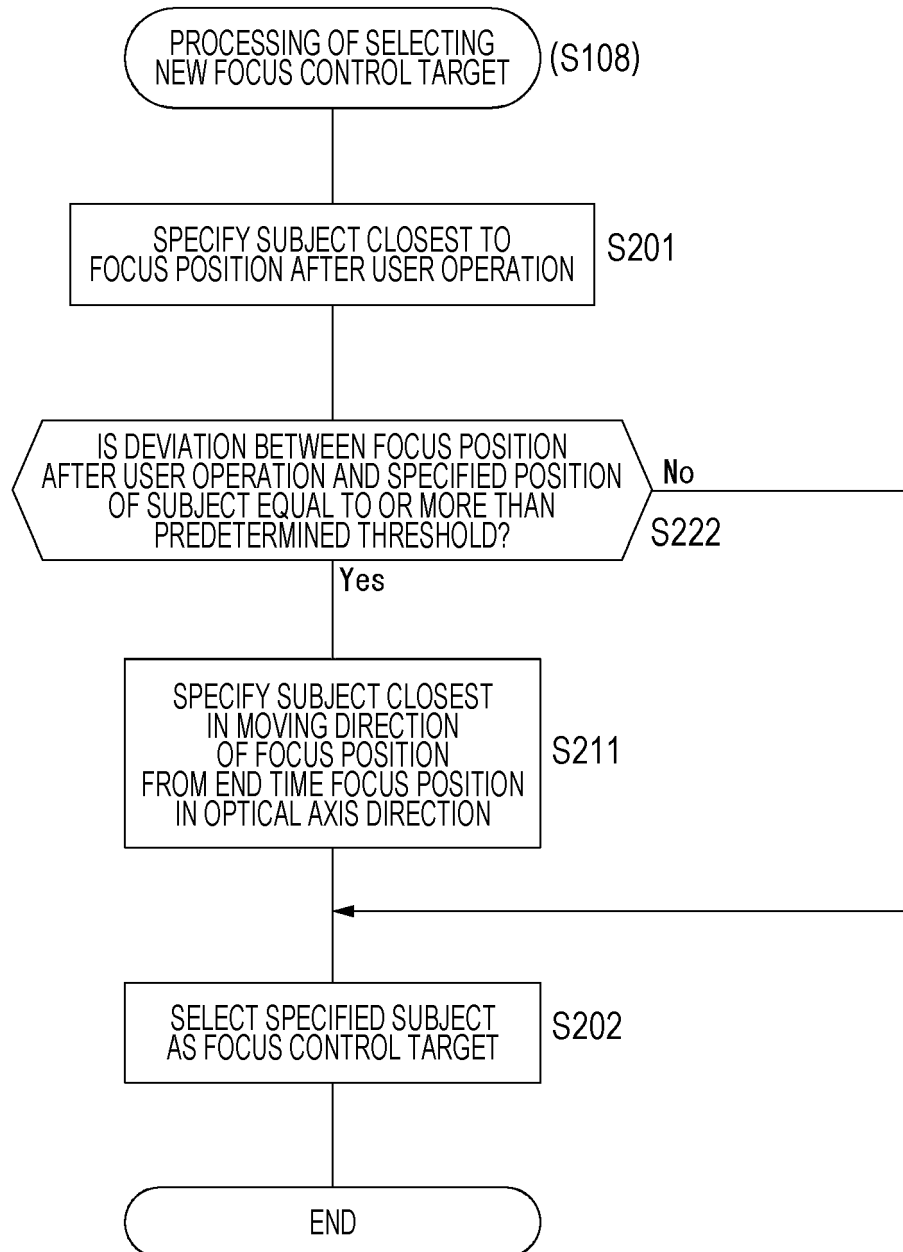 PROCESSING OF SELECTING
NEW FOCUS CONTROL TARGET
(S108)
SPECIFY SUBJECT CLOSEST TO
FOCUS POSITION AFTER USER OPERATION
S201
IS DEVIATION BETWEEN FOCUS POSITION
AFTER USER OPERATION AND SPECIFIED POSITION
OF SUBJECT EQUAL TO OR MORE THAN
PREDETERMINED THRESHOLD?
No
S222
Yes
SPECIFY SUBJECT CLOSEST
IN MOVING DIRECTION
OF FOCUS POSITION
FROM END TIME FOCUS POSITION
IN OPTICAL AXIS DIRECTION
S211
SELECT SPECIFIED SUBJECT
AS FOCUS CONTROL TARGET
S202
END